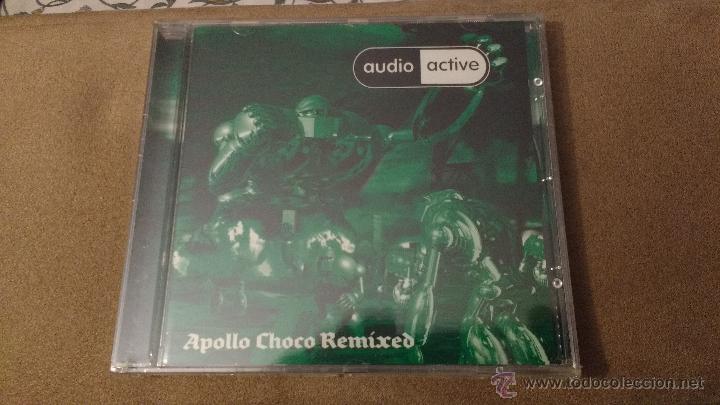 audio active
Apollo Choco Remixed
www.todocoleccion.net